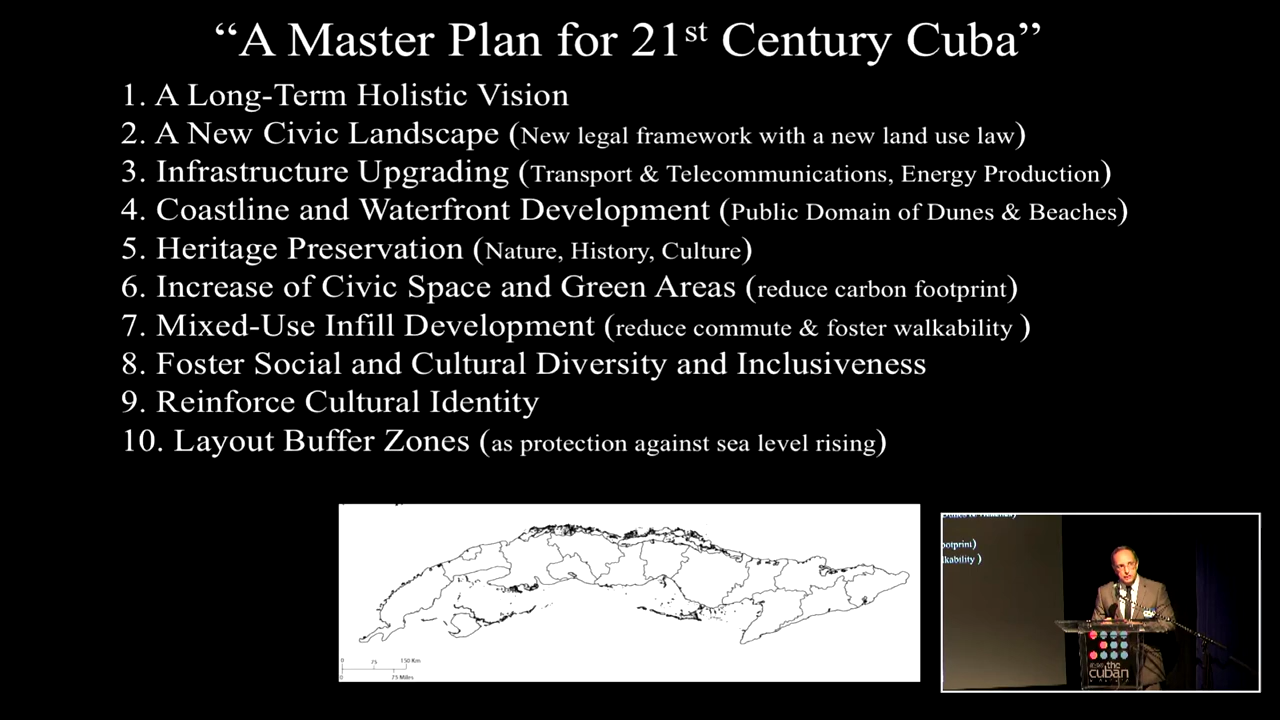 “A Master Plan for 21st Century Cuba”
1. A Long-Term Holistic Vision
2. A New Civic Landscape (New legal framework with a new land use law)
3. Infrastructure Upgrading (Transport & Telecommunications, Energy Production)
4. Coastline and Waterfront Development (Public Domain of Dunes & Beaches)
5. Heritage Preservation (Nature, History, Culture)
6. Increase of Civic Space and Green Areas (reduce carbon footprint)
7. Mixed-Use Infill Development (reduce commute & foster walkability )
8. Foster Social and Cultural Diversity and Inclusiveness
9. Reinforce Cultural Identity
10. Layout Buffer Zones (as protection against sea level rising)
0 75 150 Km
0 75 Miles
ootprint)
lkability )
the
cuban